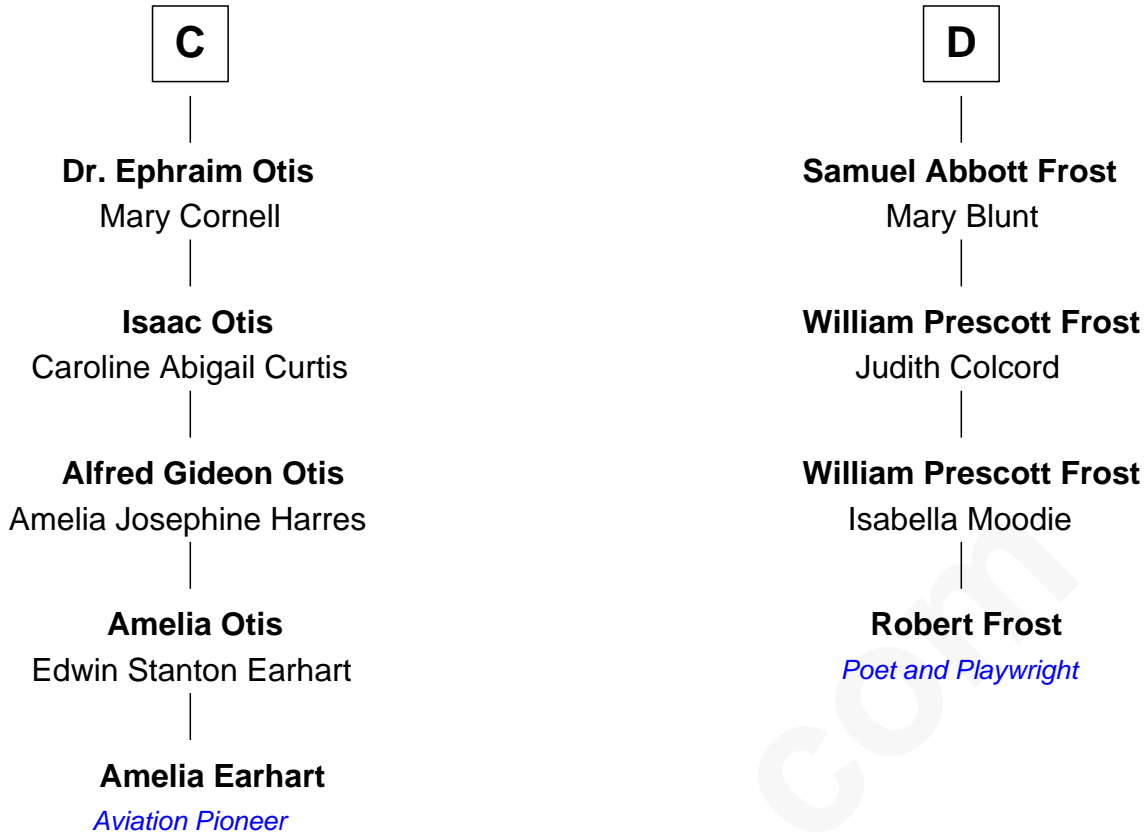 C
Dr. Ephraim Otis
Mary Cornell
Isaac Otis
Caroline Abigail Curtis
Alfred Gideon Otis
Amelia Josephine Harres
Amelia Otis
Edwin Stanton Earhart
Amelia Earhart
Aviation Pioneer
D
Samuel Abbott Frost
Mary Blunt
William Prescott Frost
Judith Colcord
William Prescott Frost
Isabella Moodie
Robert Frost
Poet and Playwright
com